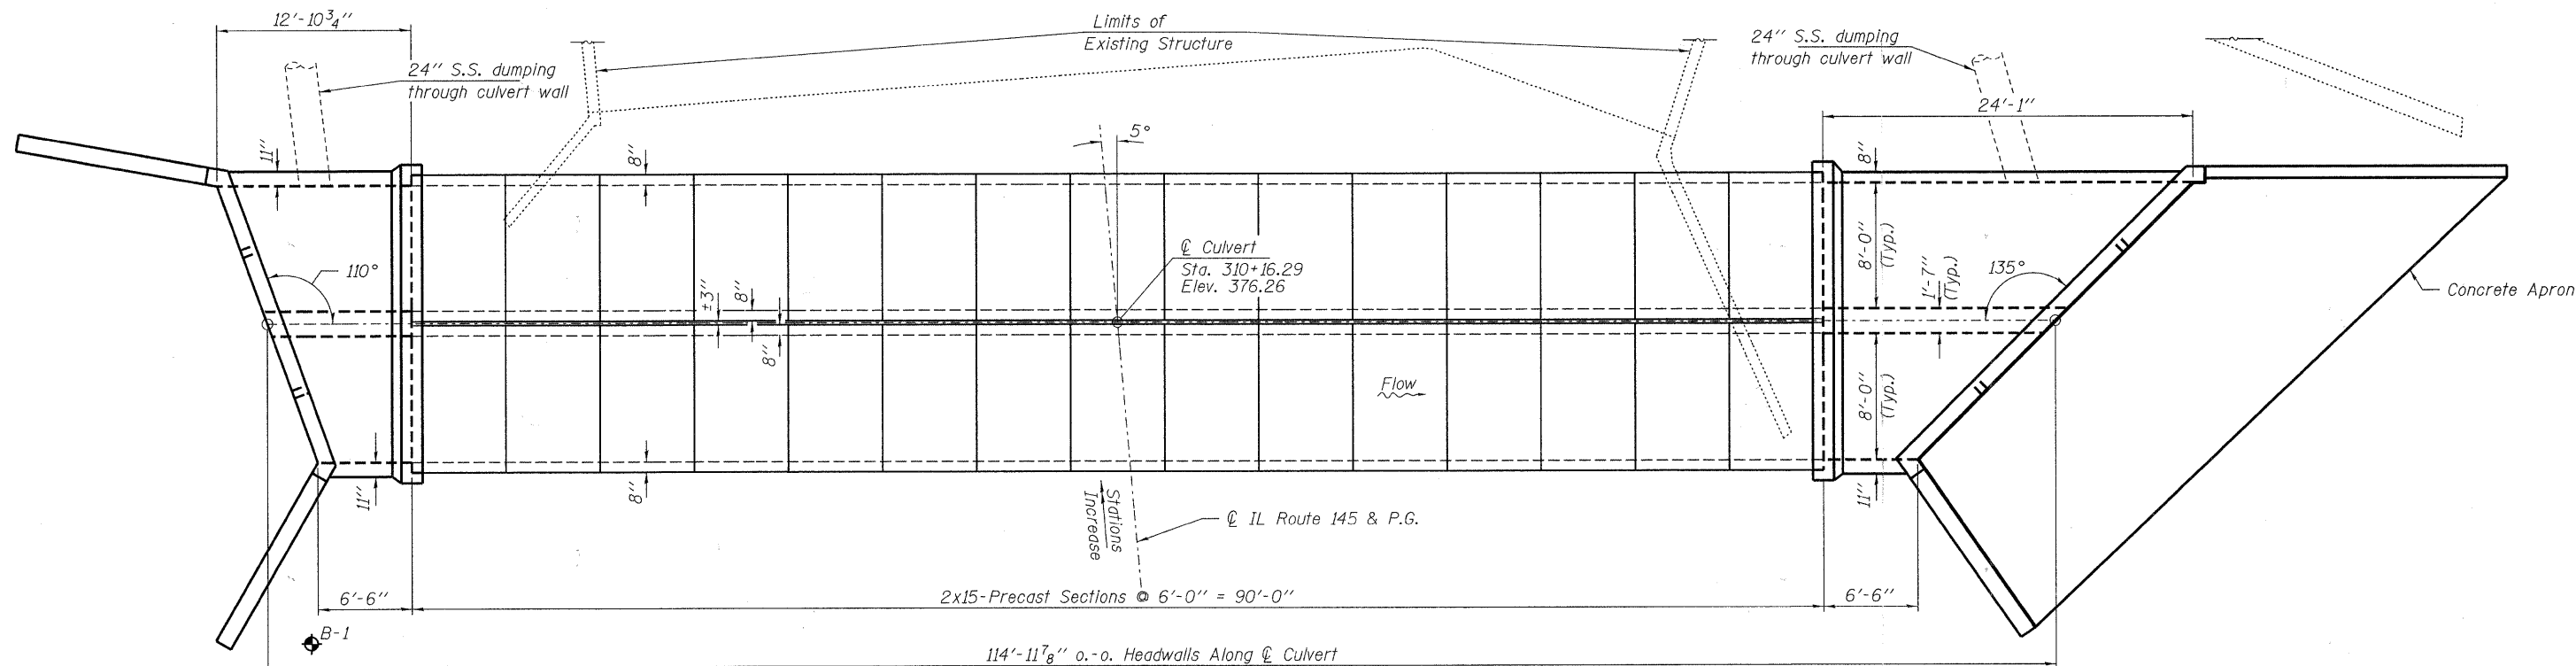 12'-10¾"
Limits of
Existing Structure
24" S.S. dumping
through culvert wall
24" S.S. dumping
through culvert wall
24'-1"
5°
11"
8"
8"
℄ Culvert
Sta. 310+16.29
Elev. 376.26
110°
±3"
8"
8"
8'-0"
(Typ.)
1'-7"
(Typ.)
135°
Concrete Apron
Flow
8'-0"
(Typ.)
11"
8"
11"
Stations
Increase
℄ IL Route 145 & P.G.
6'-6"
2x15-Precast Sections @ 6'-0" = 90'-0"
6'-6"
B-1
114'-11⅞" o.-o. Headwalls Along ℄ Culvert